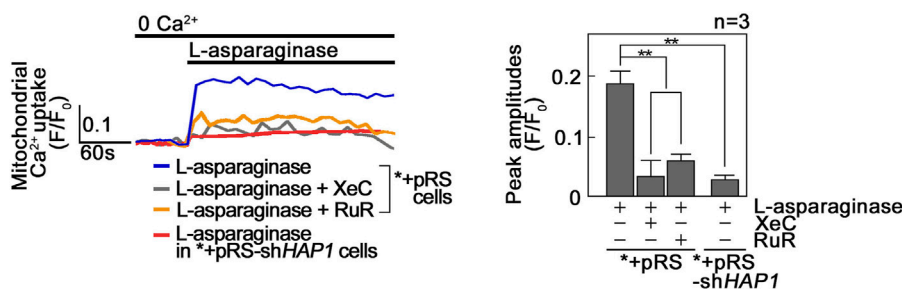 0 Ca²⁺
L-asparaginase
Mitochondrial
Ca²⁺ uptake
(F/F₀)
0.1
60s
L-asparaginase
L-asparaginase + XeC
L-asparaginase + RuR
*+pRS
cells
L-asparaginase
in *+pRS-shHAP1 cells
n=3
**
**
Peak amplitudes
(F/F₀)
0.2
0.1
0
+ + + + L-asparaginase
− + − − XeC
− − + − RuR
*+pRS *+pRS
-shHAP1